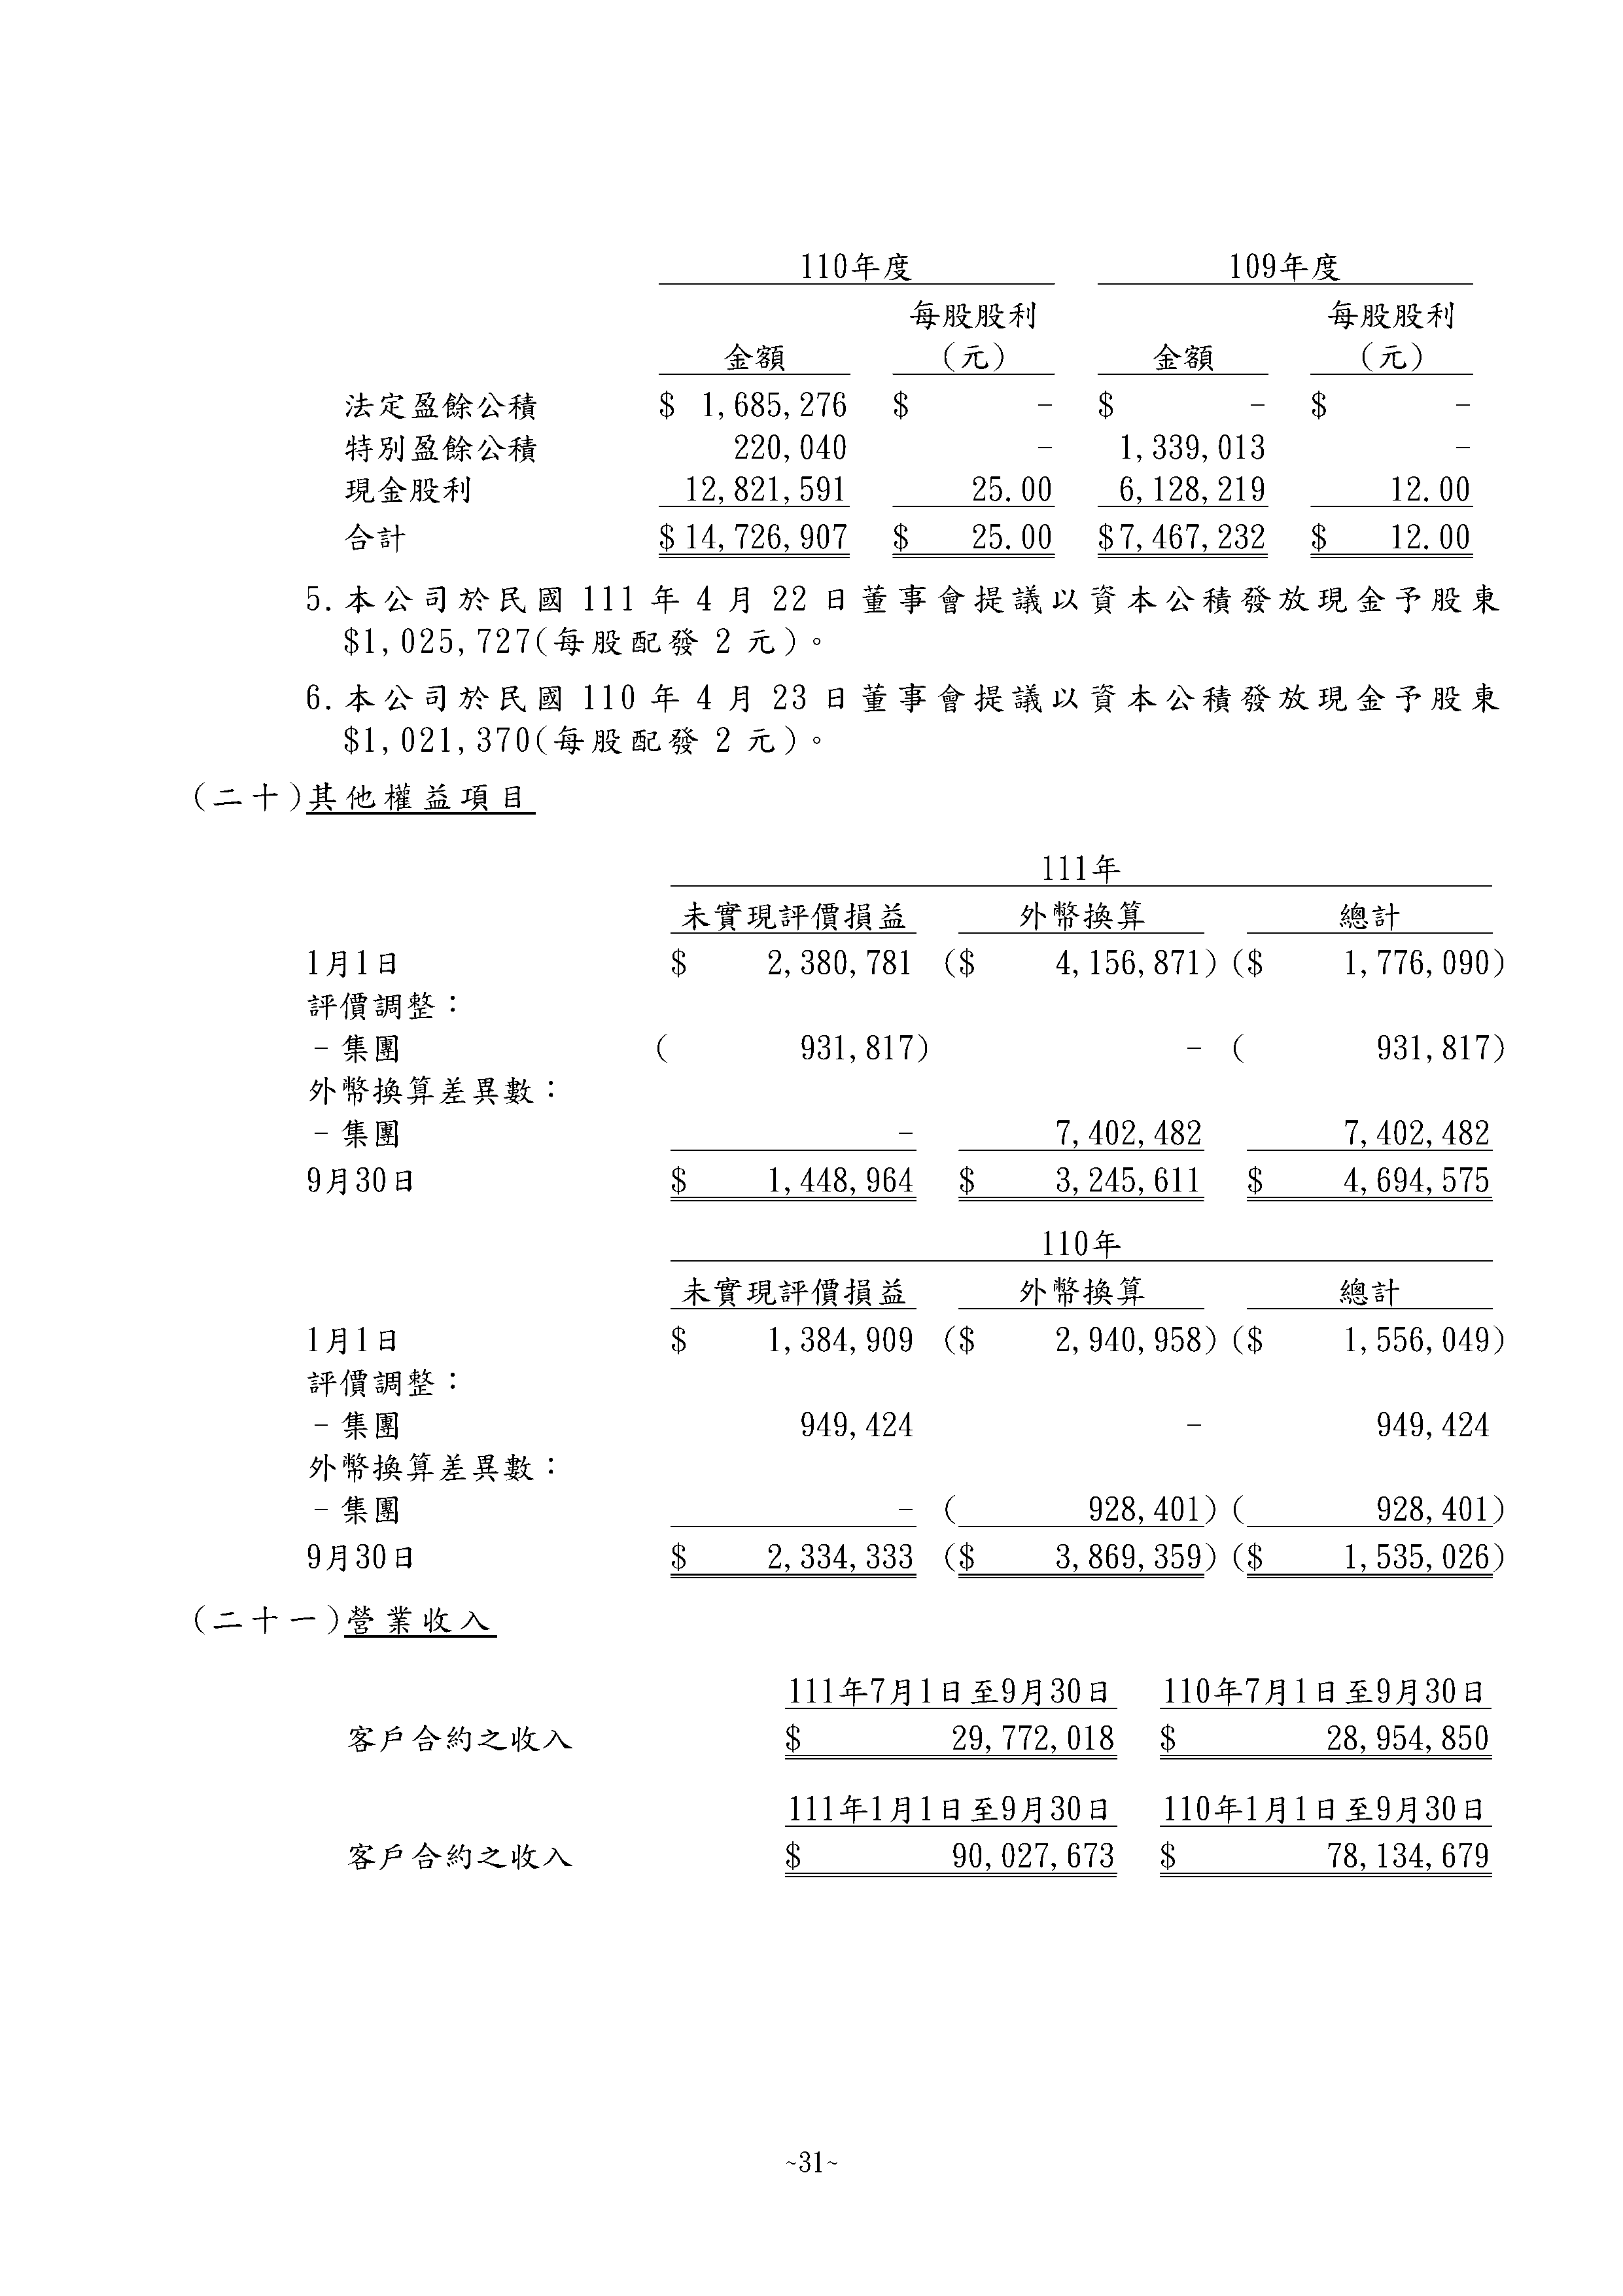 110年度 109年度
每股股利 每股股利
金額 (元) 金額 (元)
法定盈餘公積 $ 1,685,276 $ - $ - $ -
特別盈餘公積 220,040 - 1,339,013 -
現金股利 12,821,591 25.00 6,128,219 12.00
合計 $14,726,907 $ 25.00 $7,467,232 $ 12.00
5.本公司於民國 111 年 4 月 22 日董事會提議以資本公積發放現金予股東
$1,025,727(每股配發 2 元)。
6.本公司於民國 110 年 4 月 23 日董事會提議以資本公積發放現金予股東
$1,021,370(每股配發 2 元)。
(二十)其他權益項目
111年
未實現評價損益 外幣換算 總計
1月1日 $ 2,380,781 ($ 4,156,871) ($ 1,776,090)
評價調整：
－集團 ( 931,817) - ( 931,817)
外幣換算差異數：
－集團 - 7,402,482 7,402,482
9月30日 $ 1,448,964 $ 3,245,611 $ 4,694,575
110年
未實現評價損益 外幣換算 總計
1月1日 $ 1,384,909 ($ 2,940,958) ($ 1,556,049)
評價調整：
－集團 949,424 - 949,424
外幣換算差異數：
－集團 - ( 928,401) ( 928,401)
9月30日 $ 2,334,333 ($ 3,869,359) ($ 1,535,026)
(二十一)營業收入
111年7月1日至9月30日 110年7月1日至9月30日
客戶合約之收入 $ 29,772,018 $ 28,954,850
111年1月1日至9月30日 110年1月1日至9月30日
客戶合約之收入 $ 90,027,673 $ 78,134,679
~31~